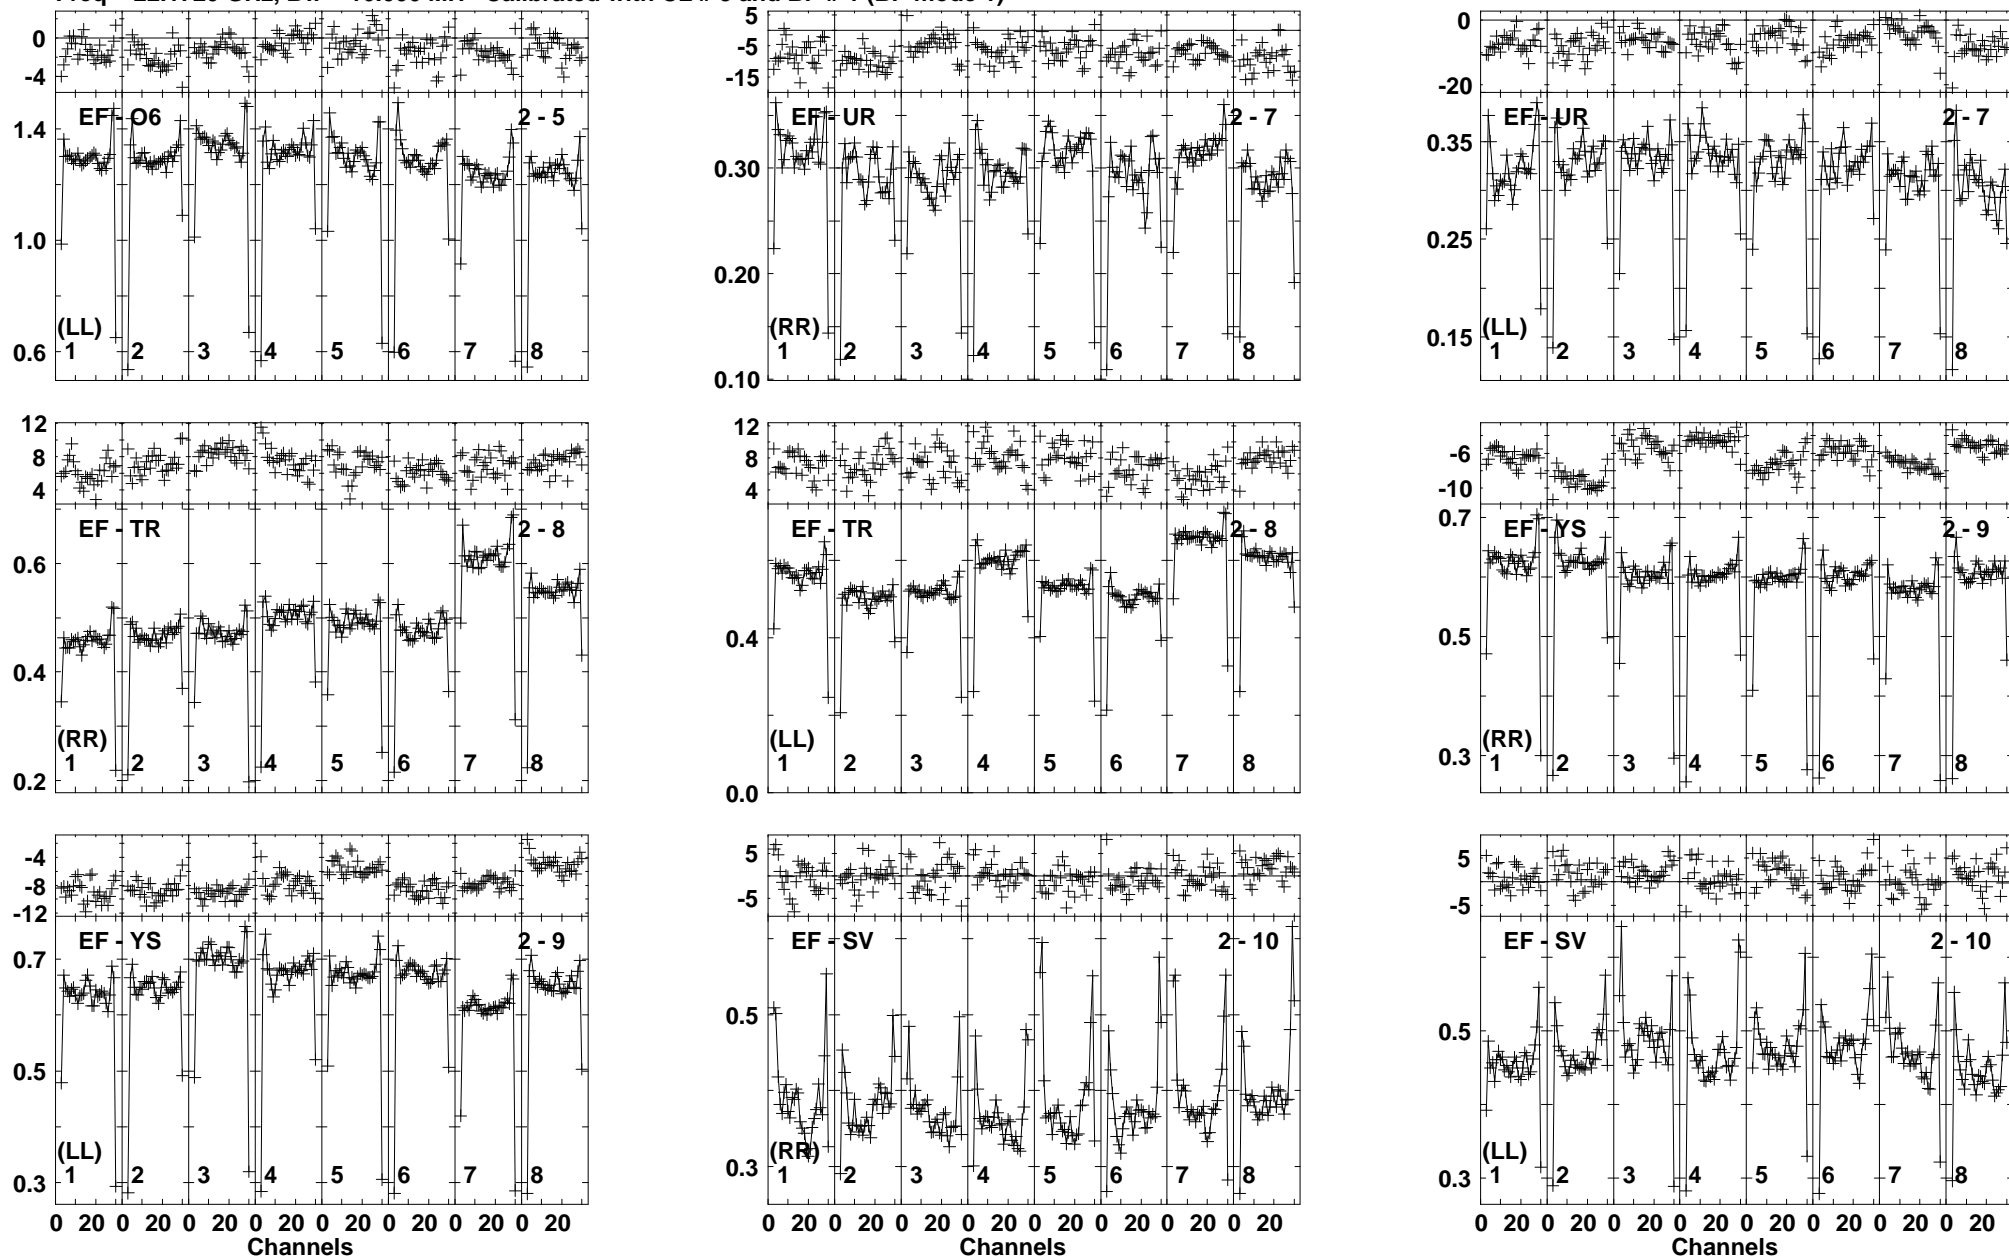 0 -4 1.4 1.0 0.6 EF - O6 2 - 5 (LL) 1 2 3 4 5 6 7 8
5 -5 -15 0.30 0.20 0.10 EF - UR 2 - 7 (RR) 1 2 3 4 5 6 7 8
0 -20 0.35 0.25 0.15 EF - UR 2 - 7 (LL) 1 2 3 4 5 6 7 8
12 8 4 0.6 0.4 0.2 EF - TR 2 - 8 (RR) 1 2 3 4 5 6 7 8
12 8 4 0.4 0.0 EF - TR 2 - 8 (LL) 1 2 3 4 5 6 7 8
-6 -10 0.7 0.5 0.3 EF - YS 2 - 9 (RR) 1 2 3 4 5 6 7 8
-4 -8 -12 0.7 0.5 0.3 EF - YS 2 - 9 (LL) 1 2 3 4 5 6 7 8
5 -5 0.5 0.3 EF - SV 2 - 10 (RR) 1 2 3 4 5 6 7 8
5 -5 0.5 0.3 EF - SV 2 - 10 (LL) 1 2 3 4 5 6 7 8
0 20 0 20 0 20 0 20 0 20 0 20 0 20 0 20
Channels
0 20 0 20 0 20 0 20 0 20 0 20 0 20 0 20
Channels
0 20 0 20 0 20 0 20 0 20 0 20 0 20 0 20
Channels